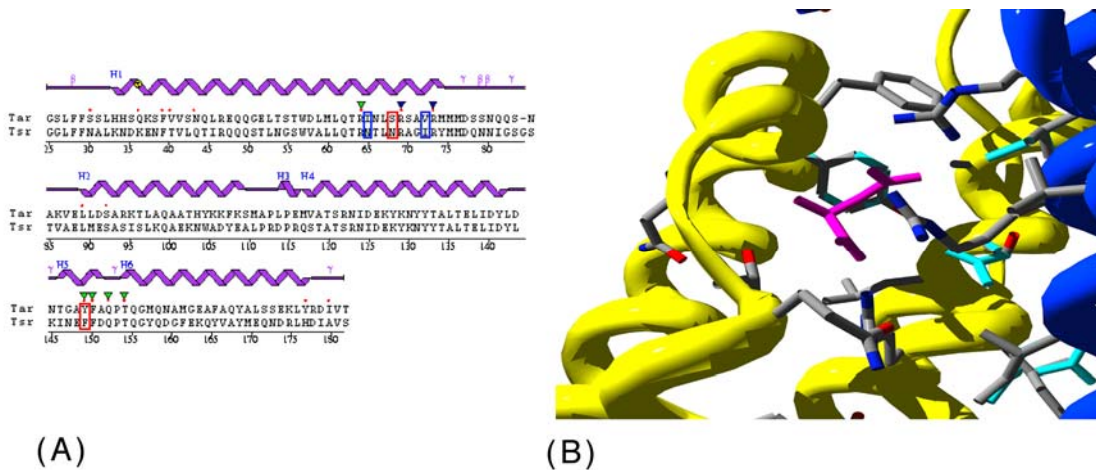 β H1 γ β β γ
Tar GSLFFSSLHHSQKSFVVSNQLREQQGELTSTWDLMLQTRINLSRSAVRMMMDSSNQQS-N
Tsr GGLFFNALKNDKENFTVLQTIRQQQSTLNGSWVALLQTRNTLNRAGIRYMMDQNNIGSGS
25 30 35 40 45 50 55 60 65 70 75 80
H2 H3 H4
Tar AKVELLDSARKTLAQAATHYKKFKSMAPLPEMVATSRNIDEKYKNYYTALTELIDYLD
Tsr TVAELMESASISLKQAEKNWADYEALPRDPRQSTATSRNIDEKYKNYYTALTELIDYL
85 90 95 100 105 110 115 120 125 130 135 140
γ H5 γ H6 γ
Tar NTGAYFAQPTQGMQNAMGEAFAQYALSSEKLYRDIVT
Tsr KINEFFDQPTQGYQDGFEKQYVAYMEQNDRLHDIAVS
145 150 155 160 165 170 175 180
(A) (B)